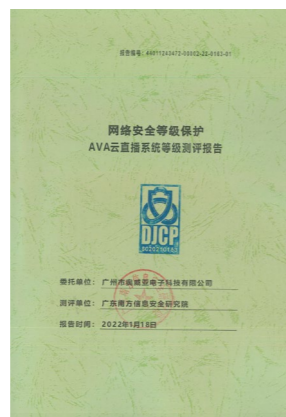 网络安全等级保护
AVA云直播系统等级测评报告
DJCP
委托单位：广州市奥威亚电子科技有限公司
测评单位：广东南方信息安全研究院
报告时间：2022年1月18日